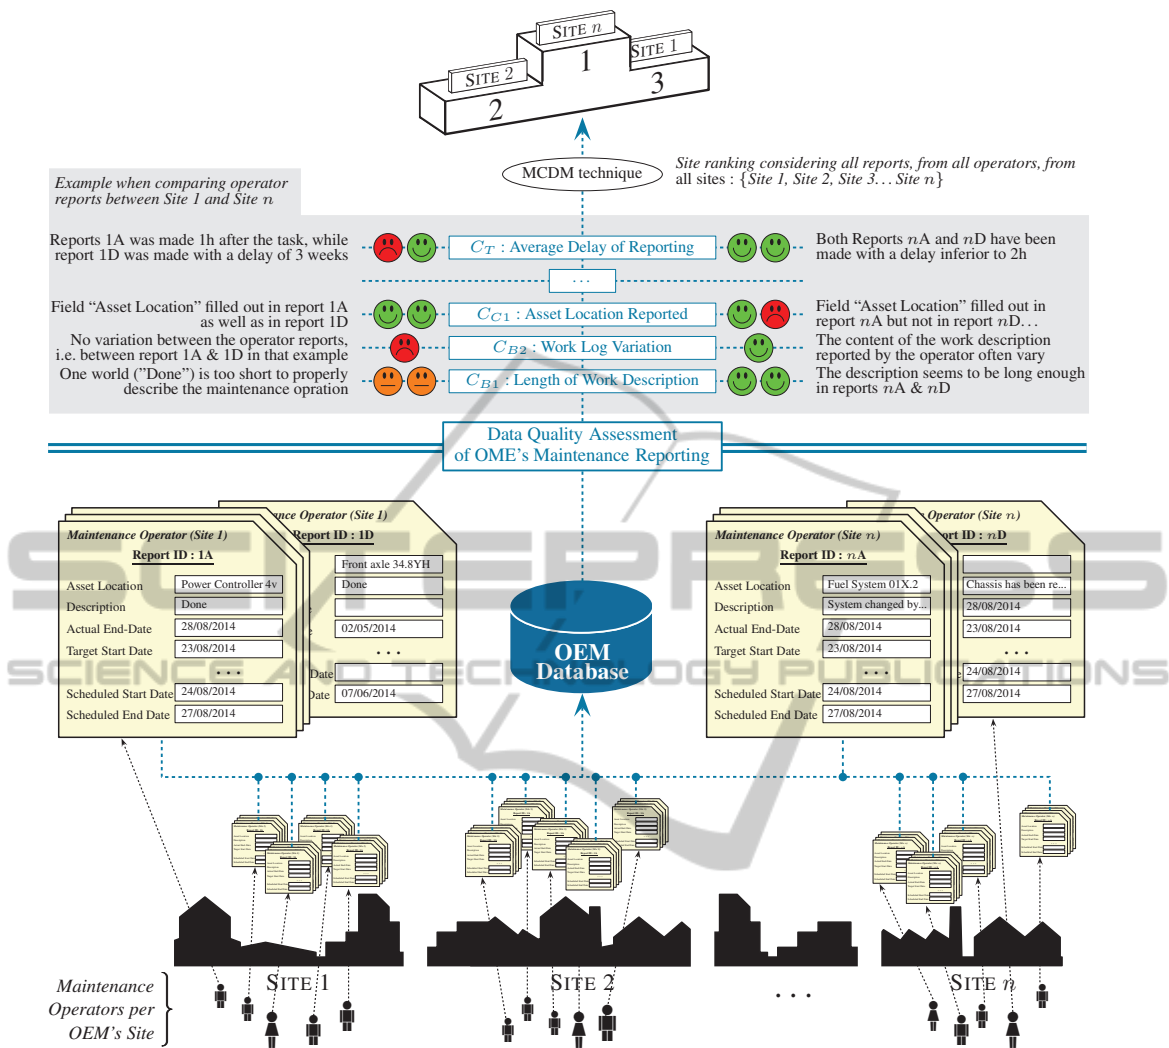 SITE n
SITE 1
SITE 2
1
2
3
MCDM technique
Site ranking considering all reports, from all operators, from
all sites : {Site 1, Site 2, Site 3... Site n}
Example when comparing operator
reports between Site 1 and Site n
Reports 1A was made 1h after the task, while
report 1D was made with a delay of 3 weeks
C_T : Average Delay of Reporting
Both Reports nA and nD have been
made with a delay inferior to 2h
...
Field “Asset Location” filled out in report 1A
as well as in report 1D
C_C1 : Asset Location Reported
Field “Asset Location” filled out in
report nA but not in report nD...
No variation between the operator reports,
i.e. between report 1A & 1D in that example
C_B2 : Work Log Variation
The content of the work description
reported by the operator often vary
One world (”Done”) is too short to properly
describe the maintenance opration
C_B1 : Length of Work Description
The description seems to be long enough
in reports nA & nD
Data Quality Assessment
of OME's Maintenance Reporting
Maintenance Operator (Site 1)
Report ID : 1A
Asset Location Power Controller 4v
Description Done
Actual End-Date 28/08/2014
Target Start Date 23/08/2014
...
Scheduled Start Date 24/08/2014
Scheduled End Date 27/08/2014
nce Operator (Site 1)
Report ID : 1D
Front axle 34.8YH
Done
02/05/2014
...
Date
Date 07/06/2014
OEM
Database
Maintenance Operator (Site n)
Report ID : nA
Asset Location Fuel System 01X.2
Description System changed by...
Actual End-Date 28/08/2014
Target Start Date 23/08/2014
...
Scheduled Start Date 24/08/2014
Scheduled End Date 27/08/2014
Operator (Site n)
rt ID : nD
Chassis has been re...
28/08/2014
23/08/2014
...
24/08/2014
27/08/2014
SCITEPRESS
SCIENCE AND TECHNOLOGY PUBLICATIONS
SITE 1
SITE 2
...
SITE n
Maintenance
Operators per
OEM's Site